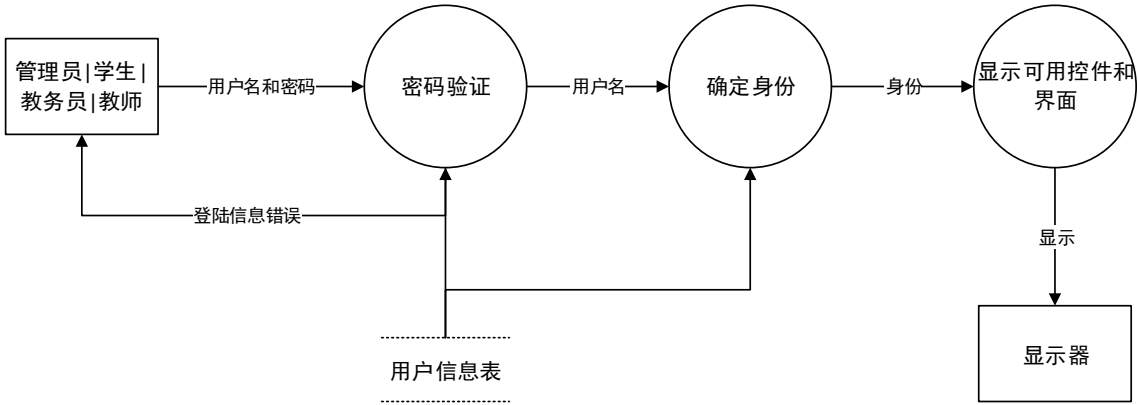 管理员|学生|
教务员|教师
用户名和密码
密码验证
用户名
确定身份
身份
显示可用控件和
界面
登陆信息错误
显示
用户信息表
显示器